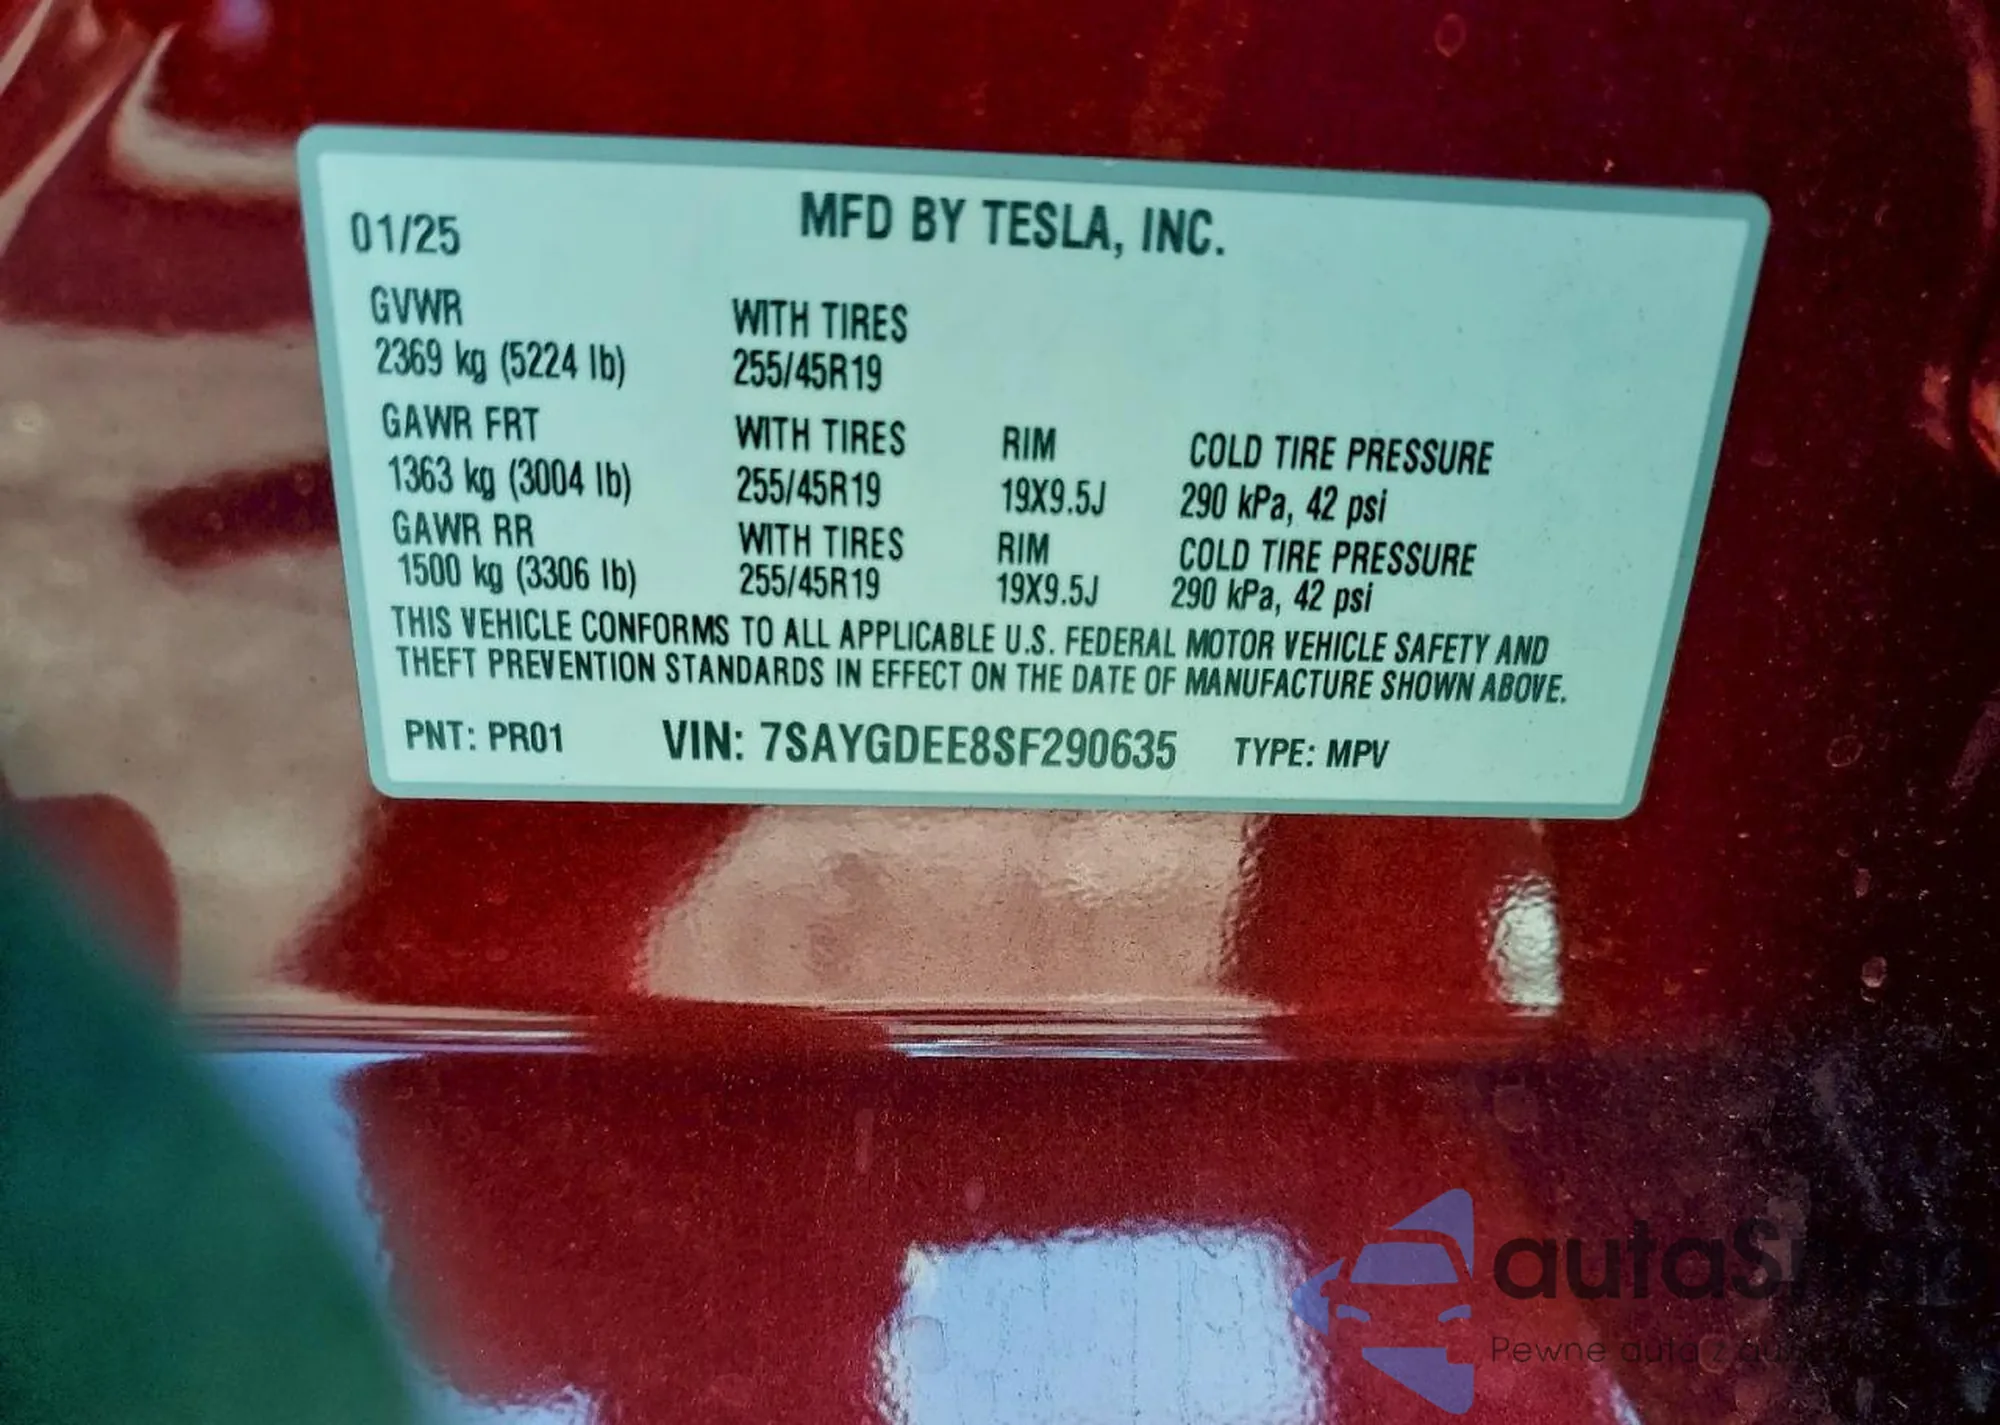 01/25 MFD BY TESLA, INC.
GVWR WITH TIRES
2369 kg (5224 lb) 255/45R19
GAWR FRT WITH TIRES RIM COLD TIRE PRESSURE
1363 kg (3004 lb) 255/45R19 19X9.5J 290 kPa, 42 psi
GAWR RR WITH TIRES RIM COLD TIRE PRESSURE
1500 kg (3306 lb) 255/45R19 19X9.5J 290 kPa, 42 psi
THIS VEHICLE CONFORMS TO ALL APPLICABLE U.S. FEDERAL MOTOR VEHICLE SAFETY AND
THEFT PREVENTION STANDARDS IN EFFECT ON THE DATE OF MANUFACTURE SHOWN ABOVE.
PNT: PR01 VIN: 7SAYGDEE8SF290635 TYPE: MPV
autaShop
Pewne auta z